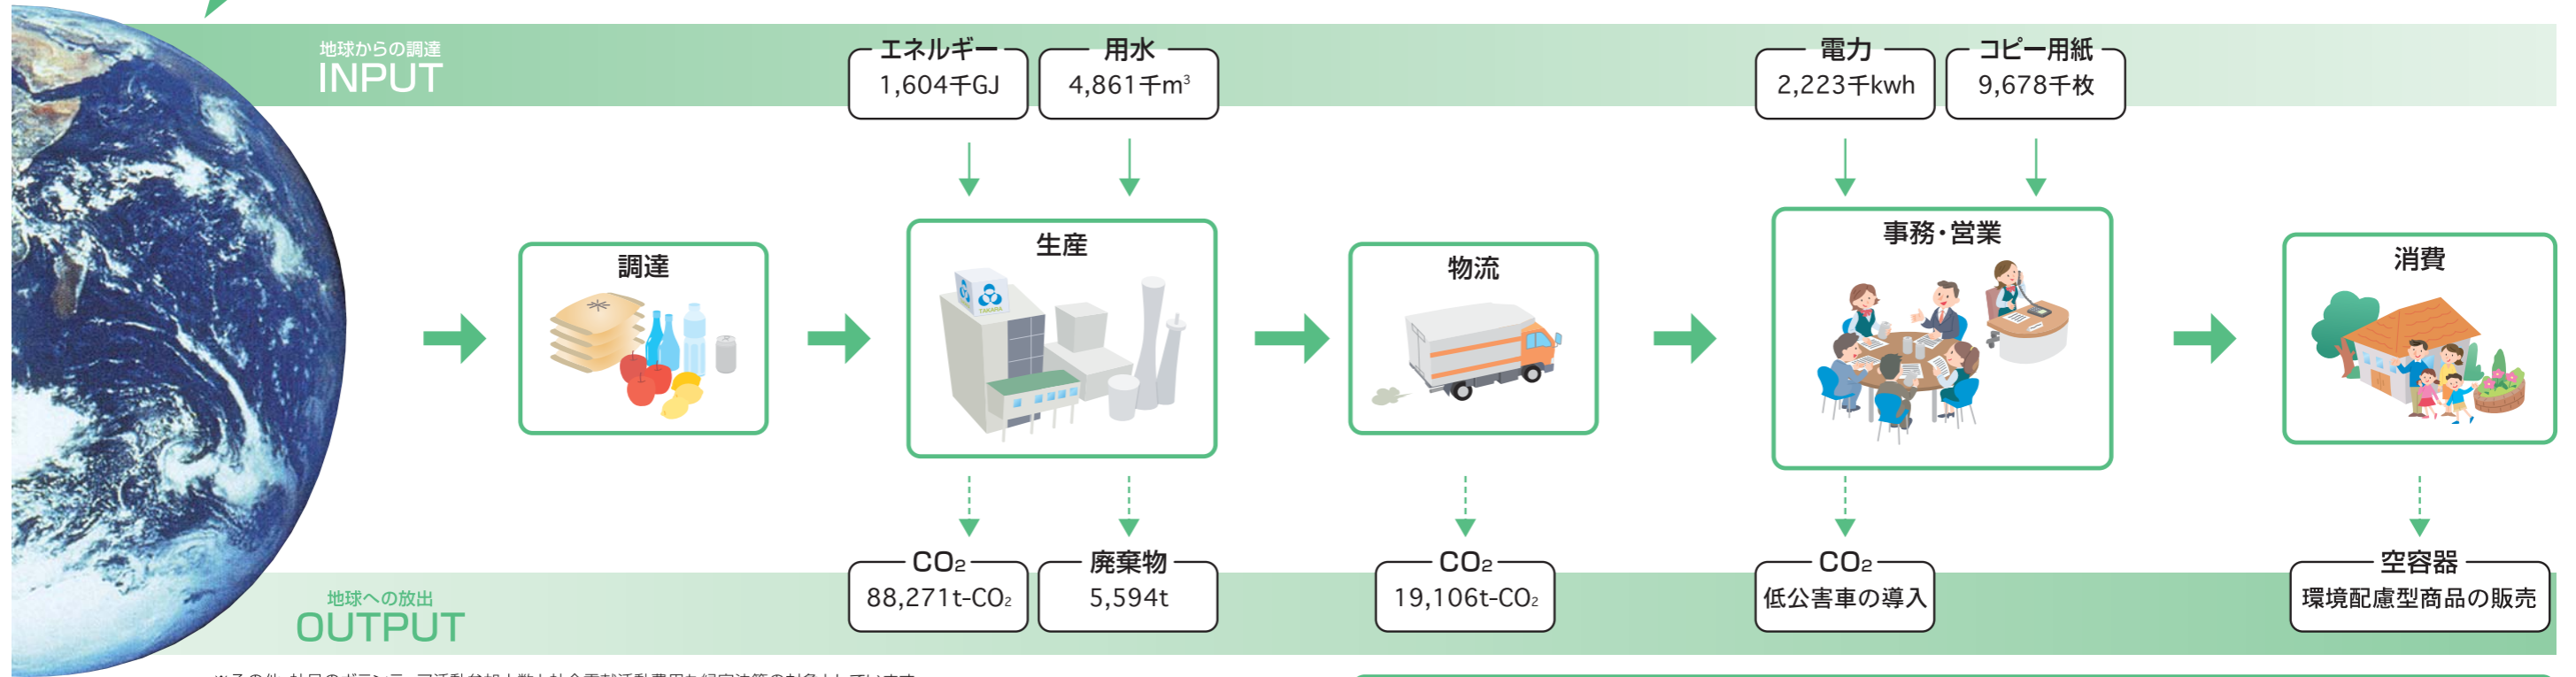 地球からの調達
INPUT
エネルギー
1,604千GJ
用水
4,861千m³
電力
2,223千kwh
コピー用紙
9,678千枚
調達
生産
TAKARA
物流
事務・営業
消費
CO₂
88,271t-CO₂
廃棄物
5,594t
CO₂
19,106t-CO₂
CO₂
低公害車の導入
空容器
環境配慮型商品の販売
地球への放出
OUTPUT